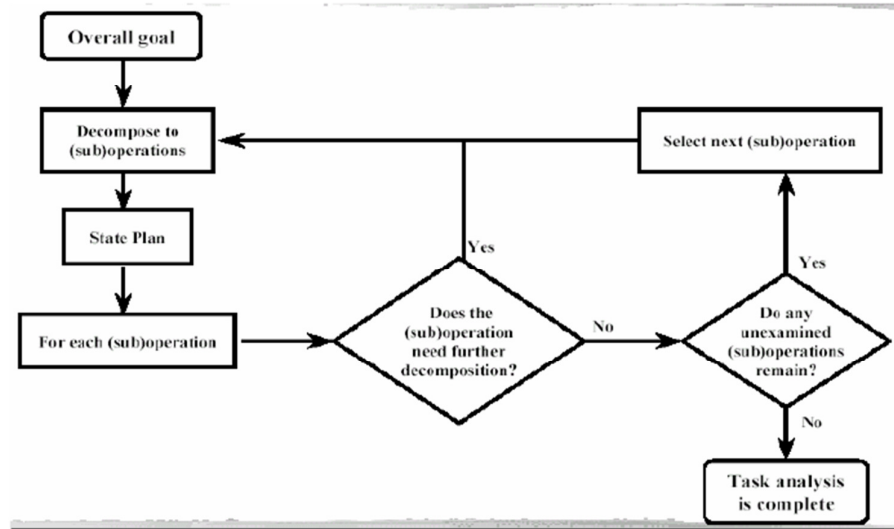 Overall goal
Decompose to
(sub)operations
Select next (sub)operation
State Plan
Yes
Yes
For each (sub)operation
Does the
(sub)operation
need further
decomposition?
No
Do any
unexamined
(sub)operations
remain?
No
Task analysis
is complete